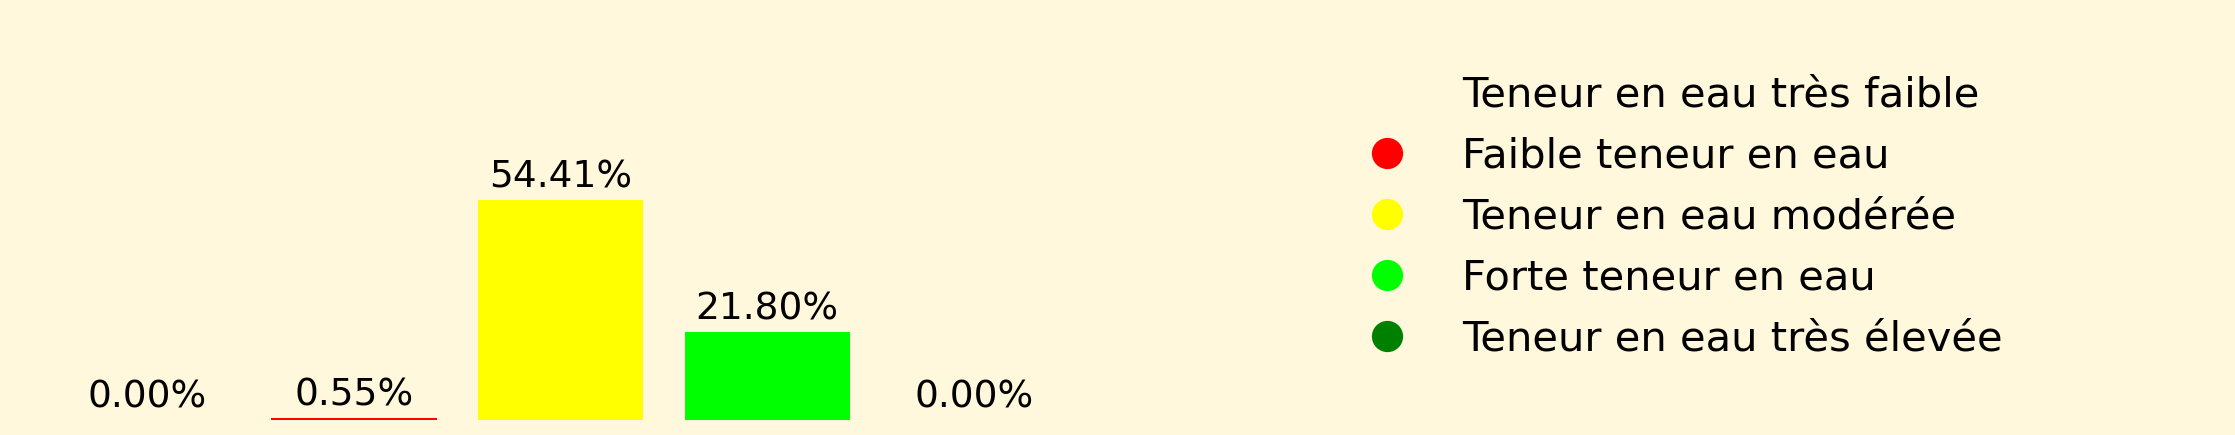 0.00%
0.55%
54.41%
21.80%
0.00%
Teneur en eau très faible
Faible teneur en eau
Teneur en eau modérée
Forte teneur en eau
Teneur en eau très élevée